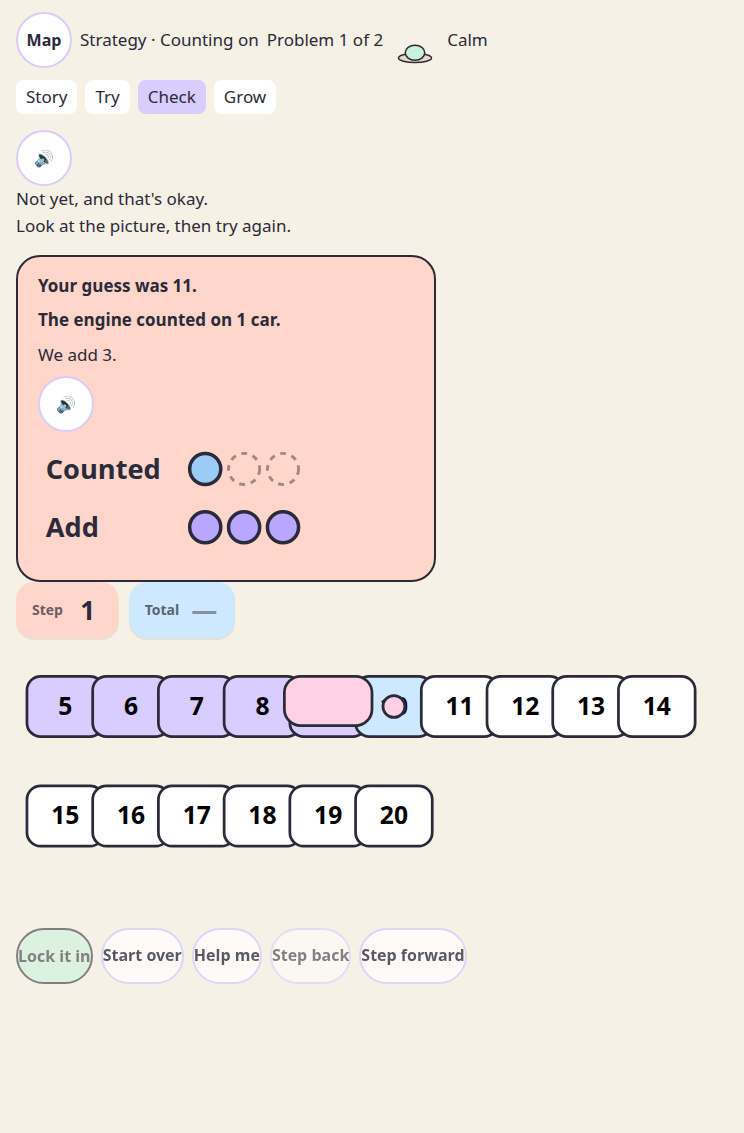 Map Strategy · Counting on Problem 1 of 2 Calm
Story Try Check Grow
Not yet, and that's okay.
Look at the picture, then try again.
Your guess was 11.
The engine counted on 1 car.
We add 3.
Counted
Add
Step 1 Total —
5 6 7 8 11 12 13 14
15 16 17 18 19 20
Lock it in Start over Help me Step back Step forward